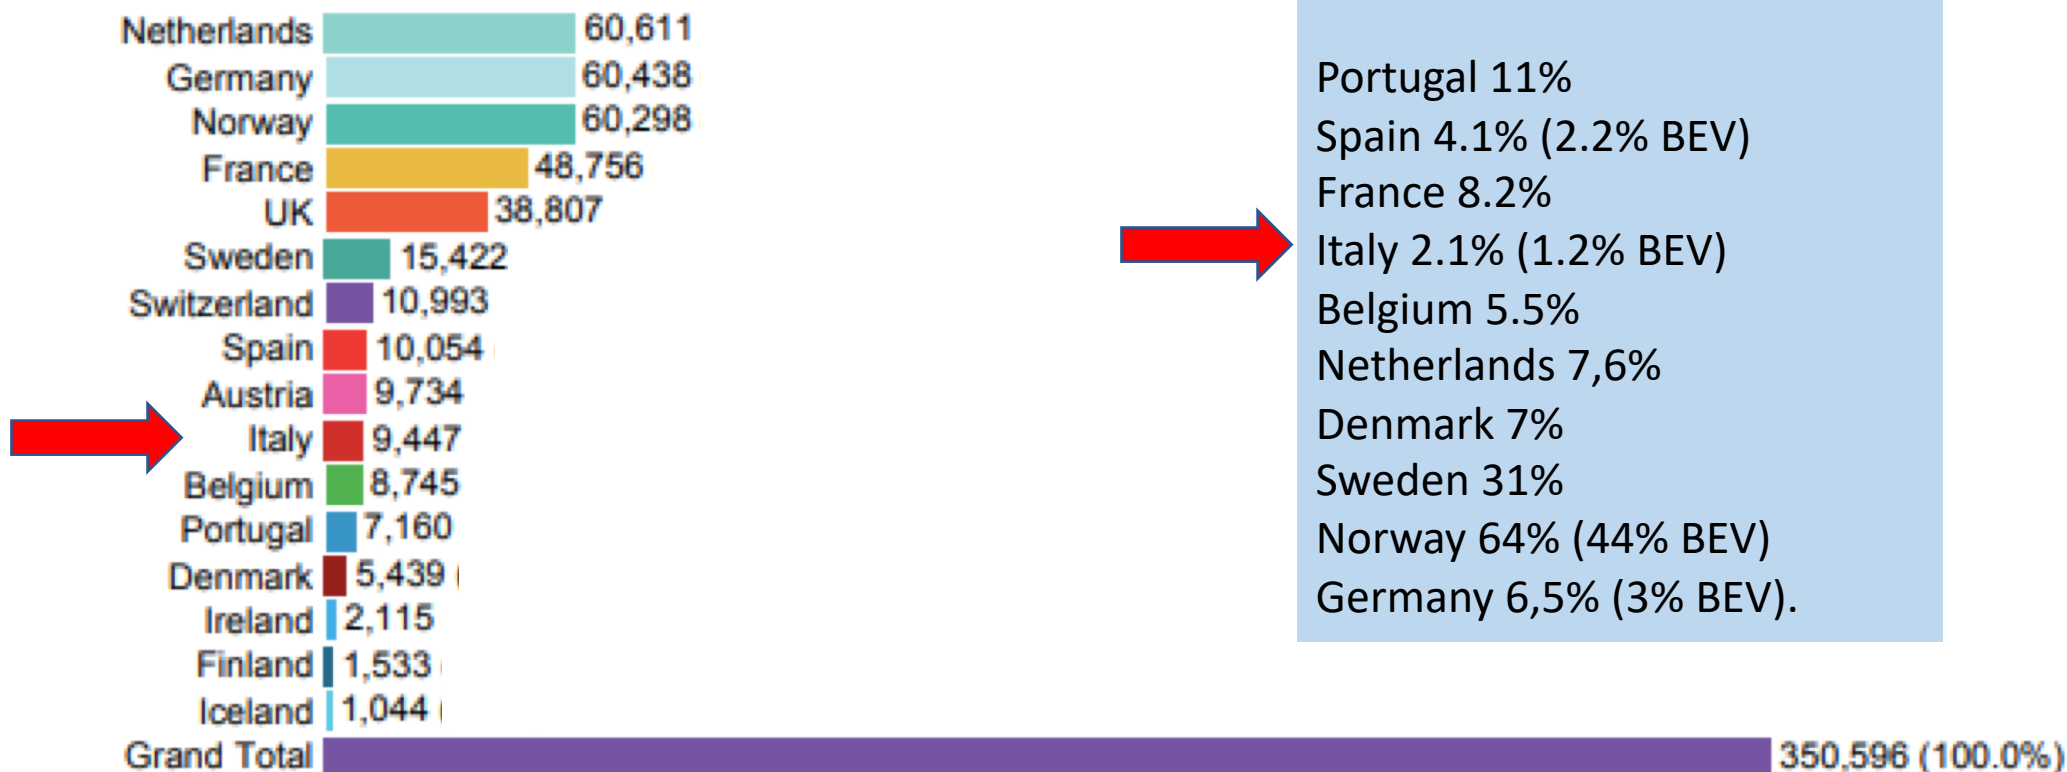 Netherlands 60,611
Germany 60,438
Norway 60,298
France 48,756
UK 38,807
Sweden 15,422
Switzerland 10,993
Spain 10,054
Austria 9,734
Italy 9,447
Belgium 8,745
Portugal 7,160
Denmark 5,439
Ireland 2,115
Finland 1,533
Iceland 1,044
Grand Total 350,596 (100.0%)
Portugal 11%
Spain 4.1% (2.2% BEV)
France 8.2%
Italy 2.1% (1.2% BEV)
Belgium 5.5%
Netherlands 7,6%
Denmark 7%
Sweden 31%
Norway 64% (44% BEV)
Germany 6,5% (3% BEV).